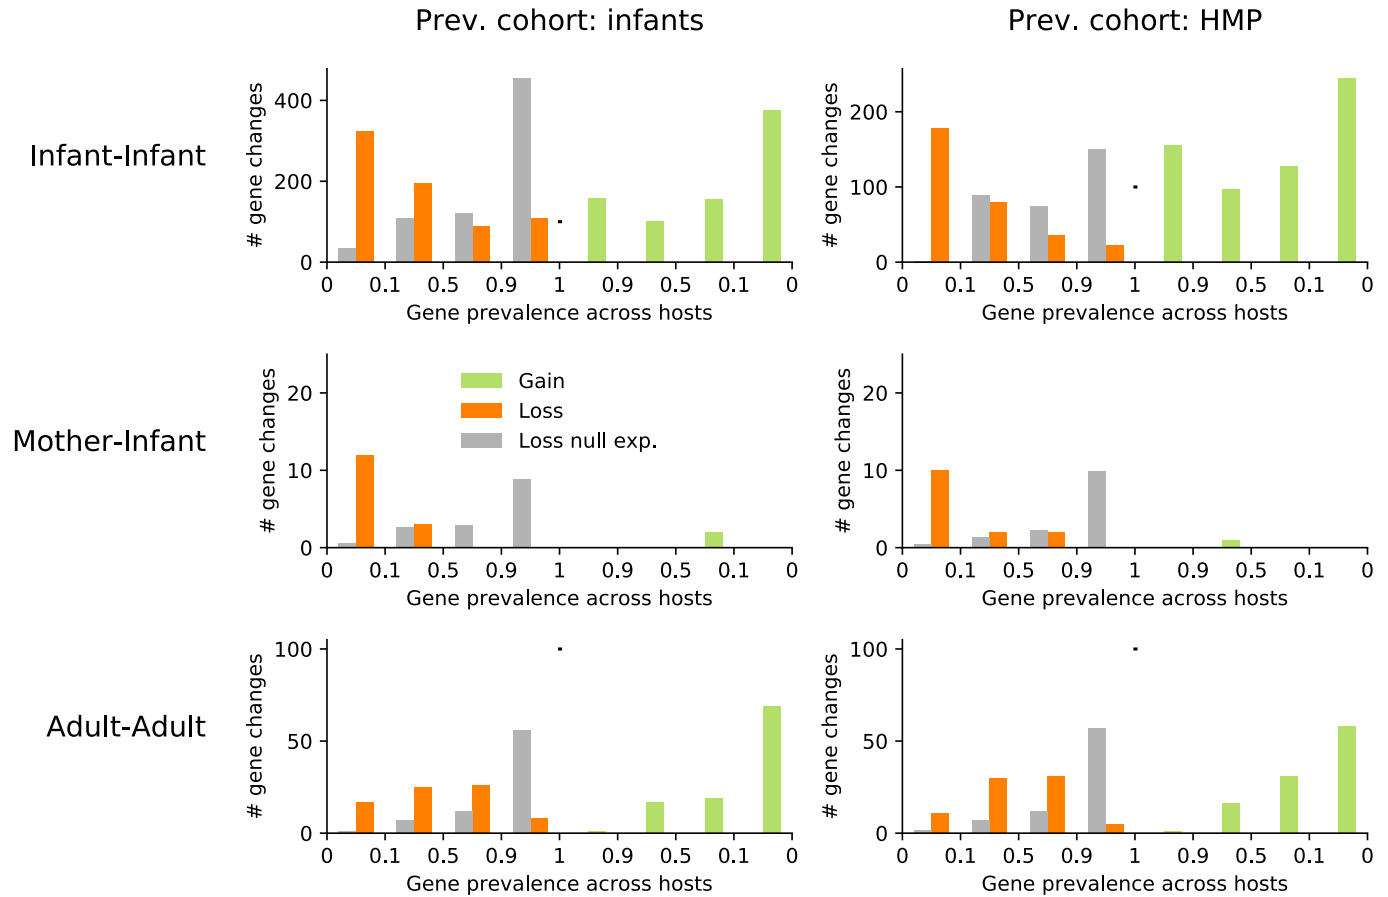 Prev. cohort: infants
Prev. cohort: HMP
Infant-Infant
# gene changes
400
200
0
0 0.1 0.5 0.9 1 0.9 0.5 0.1 0
Gene prevalence across hosts
# gene changes
200
100
0
0 0.1 0.5 0.9 1 0.9 0.5 0.1 0
Gene prevalence across hosts
Mother-Infant
# gene changes
20
10
0
Gain
Loss
Loss null exp.
0 0.1 0.5 0.9 1 0.9 0.5 0.1 0
Gene prevalence across hosts
# gene changes
20
10
0
0 0.1 0.5 0.9 1 0.9 0.5 0.1 0
Gene prevalence across hosts
Adult-Adult
# gene changes
100
50
0
0 0.1 0.5 0.9 1 0.9 0.5 0.1 0
Gene prevalence across hosts
# gene changes
100
50
0
0 0.1 0.5 0.9 1 0.9 0.5 0.1 0
Gene prevalence across hosts